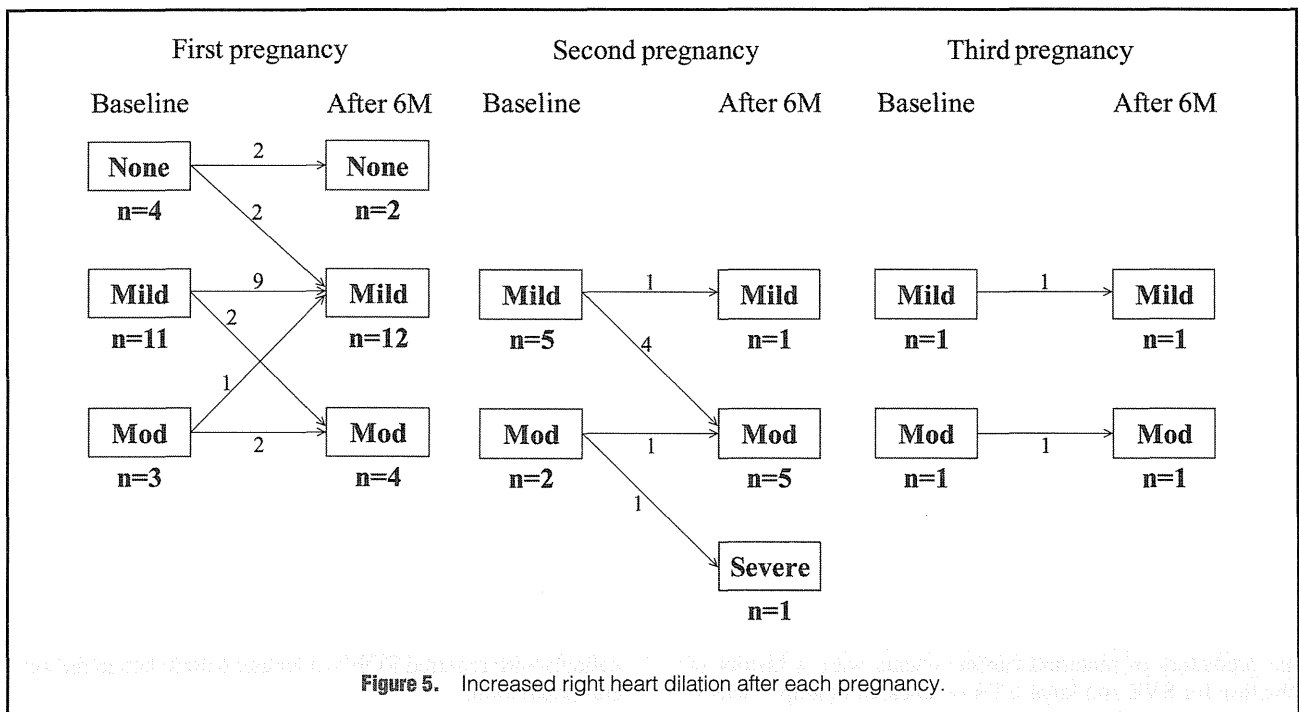 First pregnancy Second pregnancy Third pregnancy
Baseline After 6M Baseline After 6M Baseline After 6M
2
None None
n=4 n=2
2
9 1 1
Mild Mild Mild Mild Mild Mild
n=11 n=12 n=5 n=1 n=1 n=1
2 4
1
Mod Mod Mod Mod Mod Mod
2 1 1
n=3 n=4 n=2 n=5 n=1 n=1
1
Severe
n=1
Figure 5. Increased right heart dilation after each pregnancy.